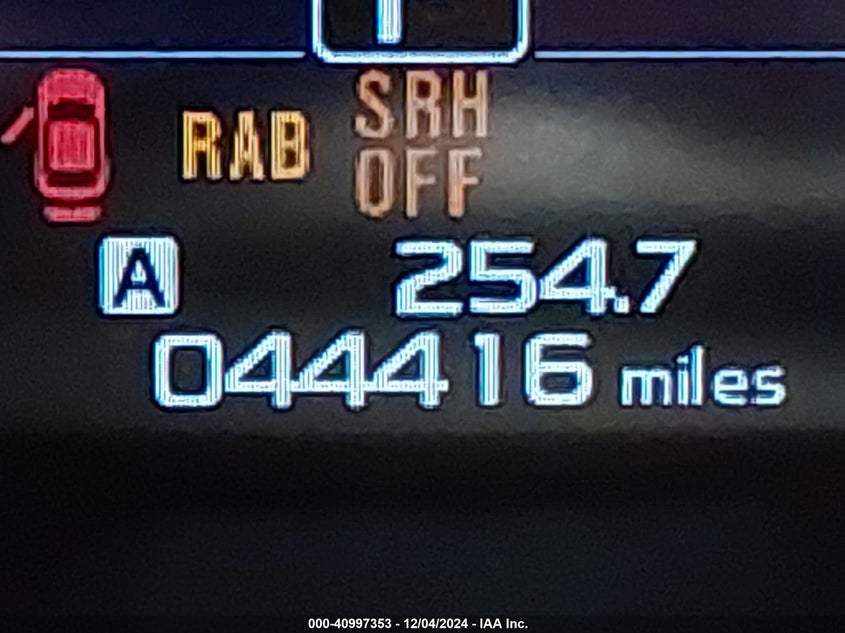 RAB SRH
OFF
A 254.7
044416 miles
000-40997353 - 12/04/2024 - IAA Inc.